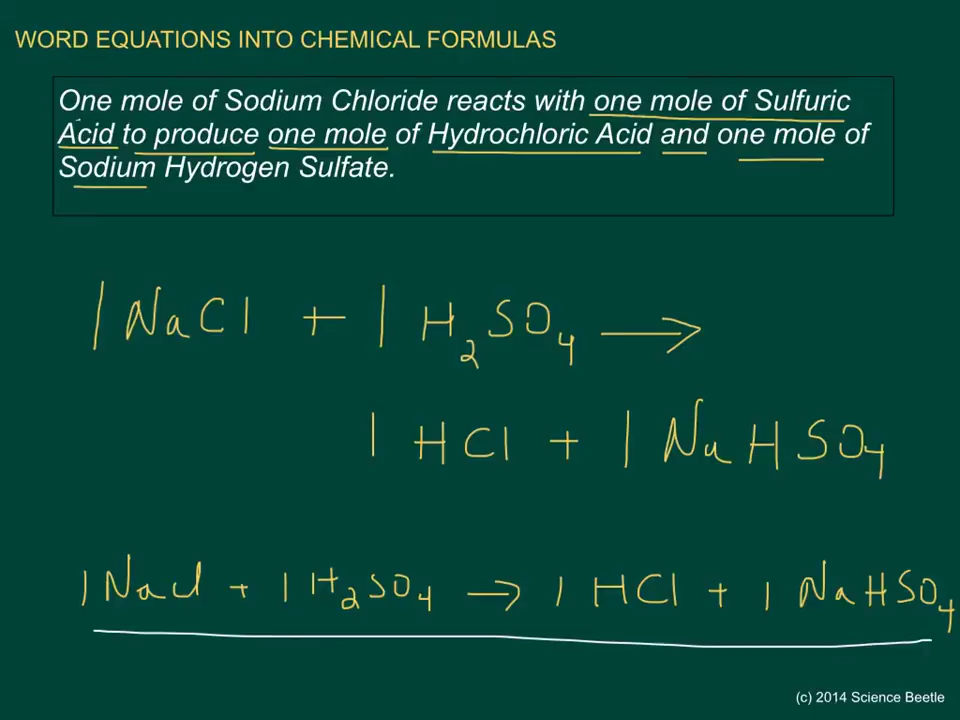 WORD EQUATIONS INTO CHEMICAL FORMULAS
One mole of Sodium Chloride reacts with one mole of Sulfuric
Acid to produce one mole of Hydrochloric Acid and one mole of
Sodium Hydrogen Sulfate.
1 NaCl + 1 H₂SO₄ →
1 HCl + 1 NaHSO₄
1 NaCl + 1 H₂SO₄ → 1 HCl + 1 NaHSO₄
(c) 2014 Science Beetle